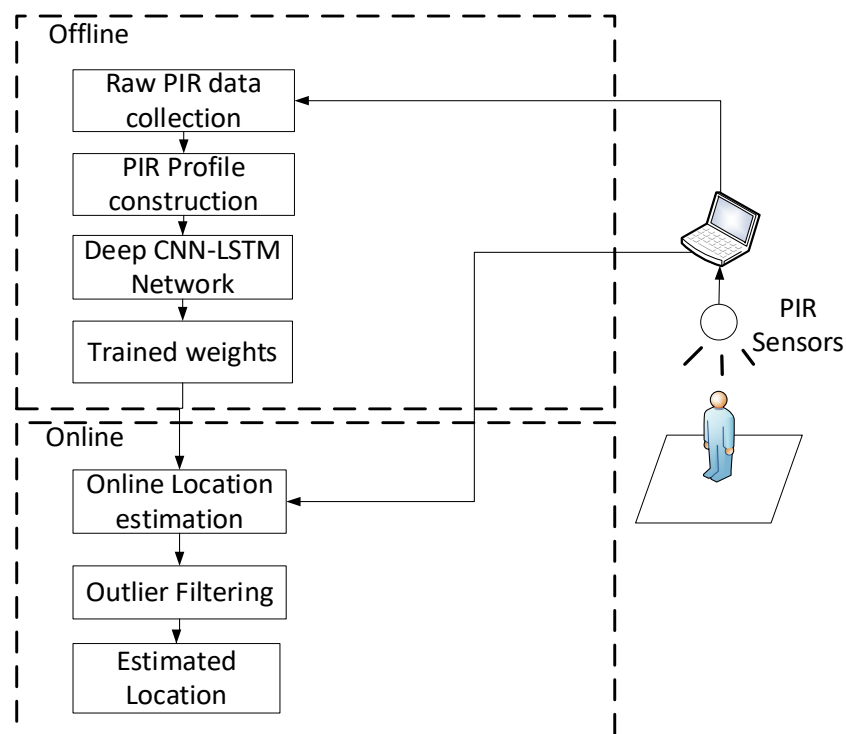 Offline
Raw PIR data
collection
PIR Profile
construction
Deep CNN-LSTM
Network
Trained weights
PIR
Sensors
Online
Online Location
estimation
Outlier Filtering
Estimated
Location